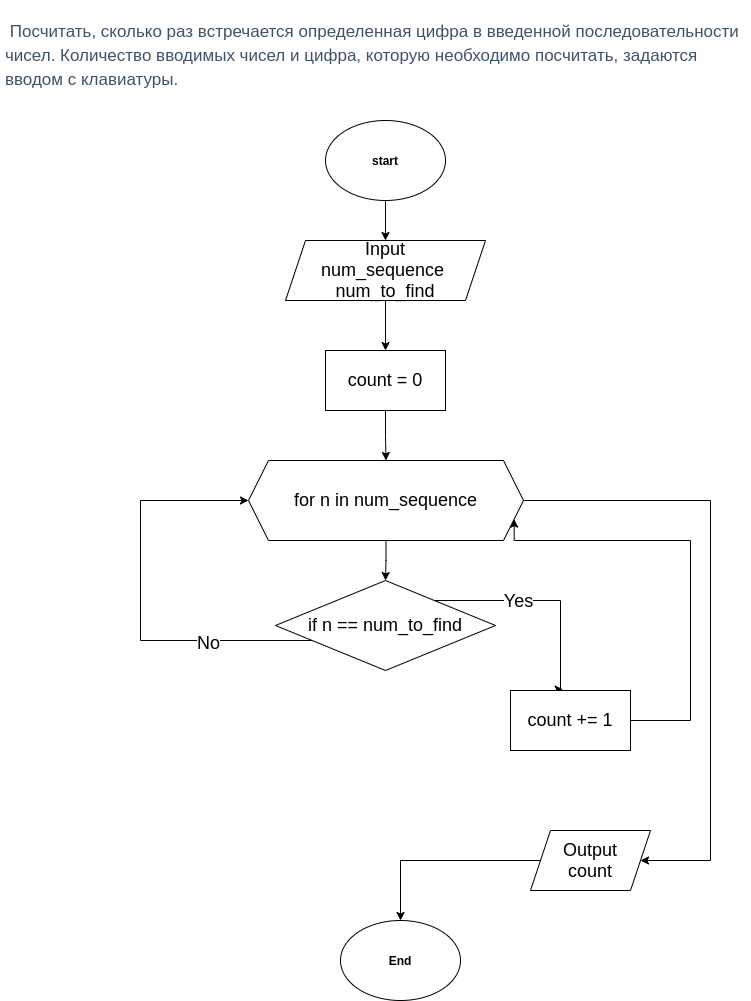 Посчитать, сколько раз встречается определенная цифра в введенной последовательности
чисел. Количество вводимых чисел и цифра, которую необходимо посчитать, задаются
вводом с клавиатуры.
start
Input
num_sequence
num_to_find
count = 0
for n in num_sequence
Yes
if n == num_to_find
No
count += 1
Output
count
End